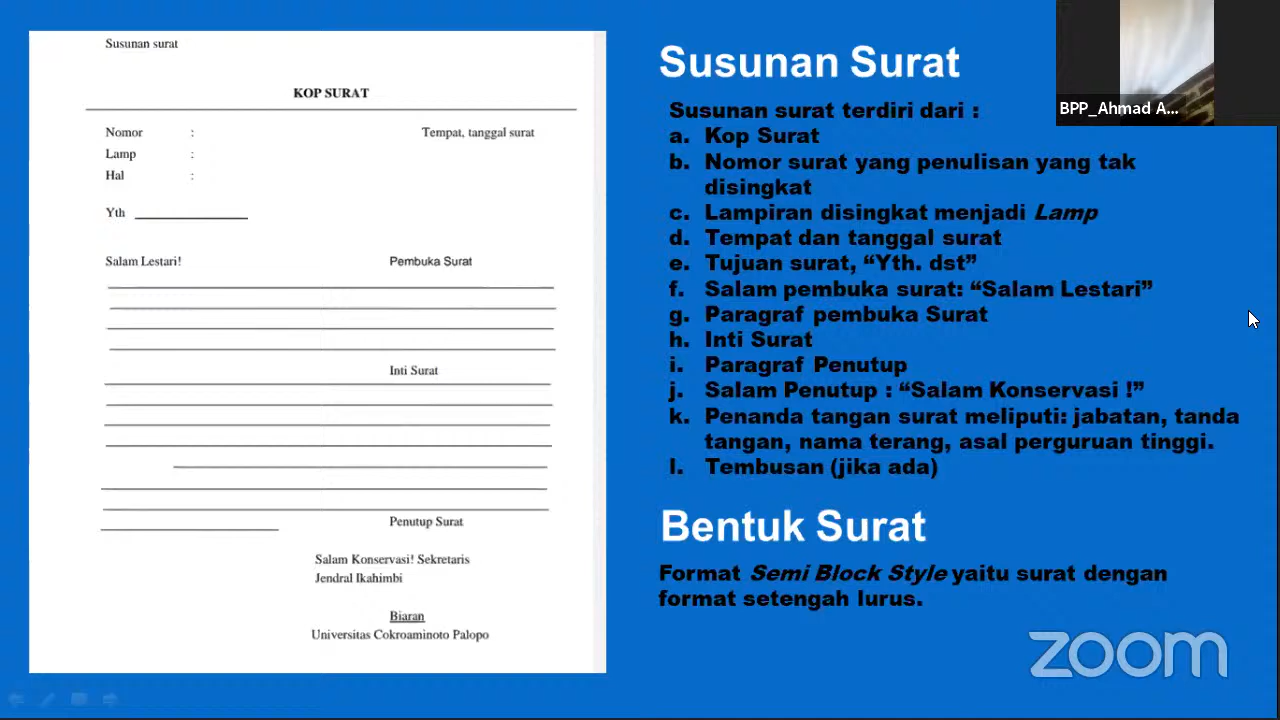 Susunan surat
KOP SURAT
Nomor :
Tempat, tanggal surat
Lamp :
Hal :
Yth
Salam Lestari!
Pembuka Surat
Inti Surat
Penutup Surat
Salam Konservasi! Sekretaris
Jendral Ikahimbi
Biaran
Universitas Cokroaminoto Palopo
Susunan Surat
Susunan surat terdiri dari :
a. Kop Surat
b. Nomor surat yang penulisan yang tak
disingkat
c. Lampiran disingkat menjadi Lamp
d. Tempat dan tanggal surat
e. Tujuan surat, “Yth. dst”
f. Salam pembuka surat: “Salam Lestari”
g. Paragraf pembuka Surat
h. Inti Surat
i. Paragraf Penutup
j. Salam Penutup : “Salam Konservasi !”
k. Penanda tangan surat meliputi: jabatan, tanda
tangan, nama terang, asal perguruan tinggi.
l. Tembusan (jika ada)
Bentuk Surat
Format Semi Block Style yaitu surat dengan
format setengah lurus.
BPP_Ahmad A...
zoom